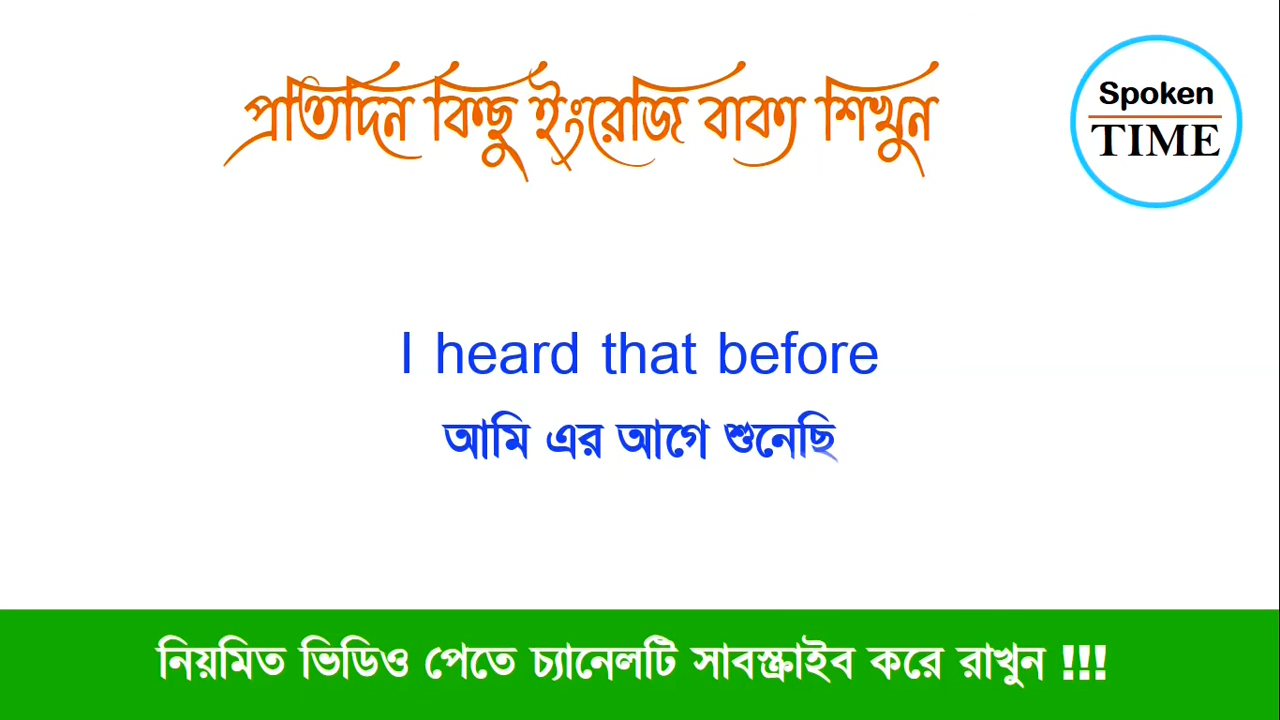 প্রতিদিন কিছু ইংরেজি বাক্য শিখুন
Spoken
TIME
I heard that before
আমি এর আগে শুনেছি
নিয়মিত ভিডিও পেতে চ্যানেলটি সাবস্ক্রাইব করে রাখুন !!!